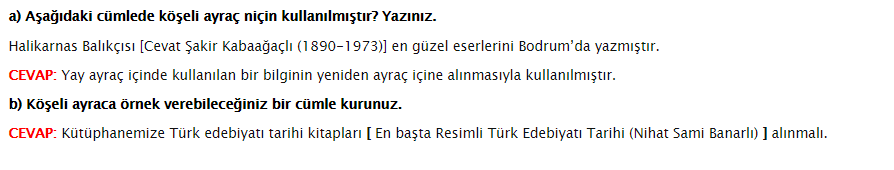 a) Aşağıdaki cümlede köşeli ayraç niçin kullanılmıştır? Yazınız.
Halikarnas Balıkçısı [Cevat Şakir Kabaağaçlı (1890-1973)] en güzel eserlerini Bodrum’da yazmıştır.
CEVAP: Yay ayraç içinde kullanılan bir bilginin yeniden ayraç içine alınmasıyla kullanılmıştır.
b) Köşeli ayraca örnek verebileceğiniz bir cümle kurunuz.
CEVAP: Kütüphanemize Türk edebiyatı tarihi kitapları [ En başta Resimli Türk Edebiyatı Tarihi (Nihat Sami Banarlı) ] alınmalı.